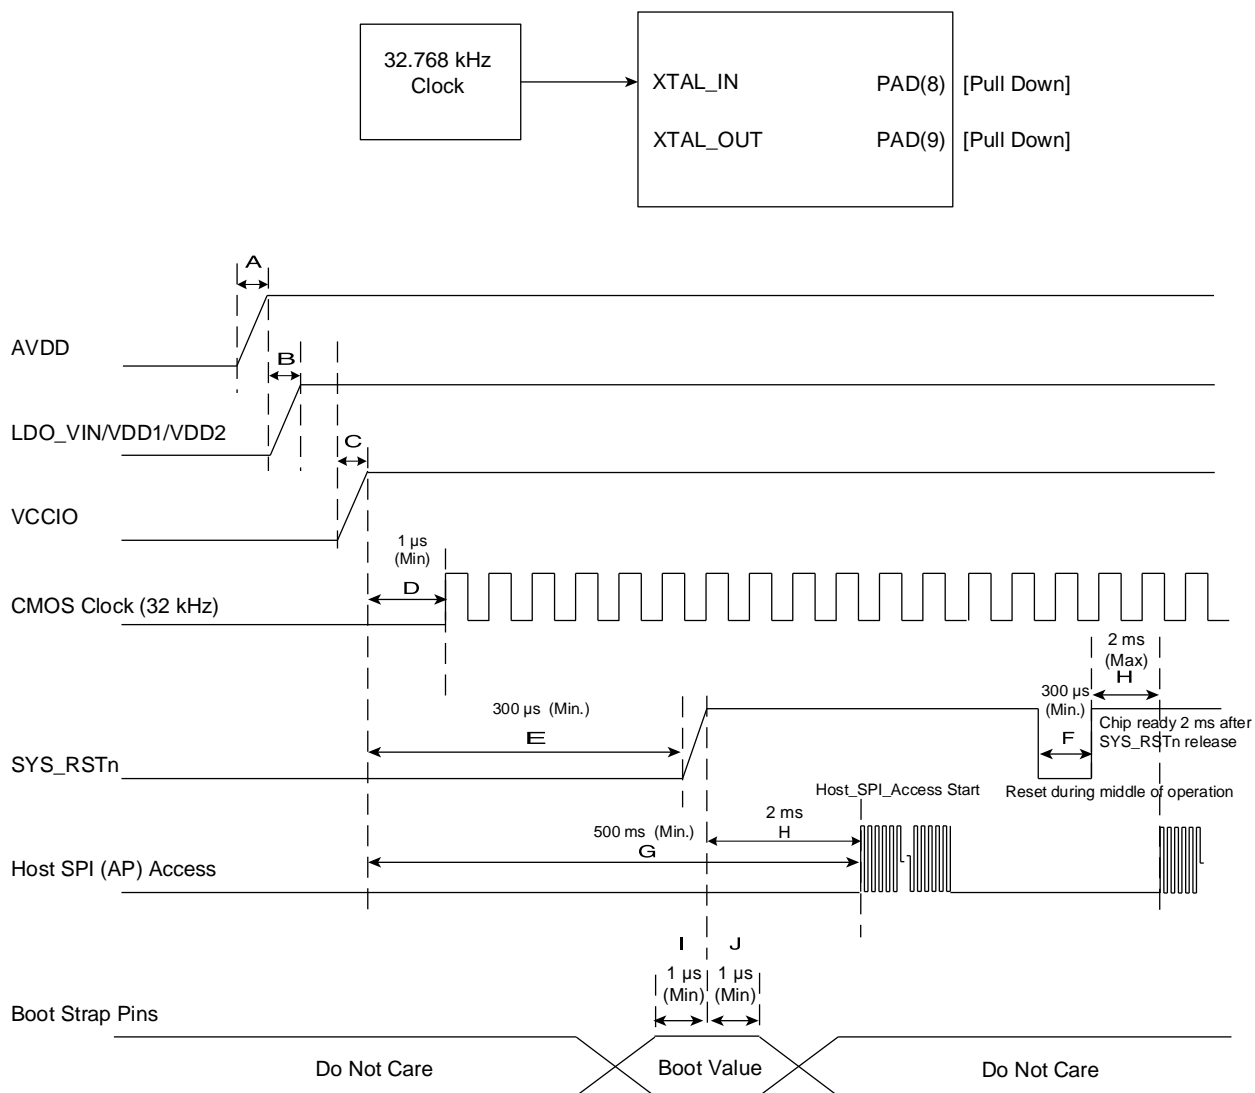 32.768 kHz
Clock
XTAL_IN
PAD(8)
[Pull Down]
XTAL_OUT
PAD(9)
[Pull Down]
A
AVDD
B
LDO_VIN/VDD1/VDD2
C
VCCIO
1 µs
(Min)
D
CMOS Clock (32 kHz)
2 ms
(Max)
H
300 µs (Min.)
E
300 µs
(Min.)
F
Chip ready 2 ms after
SYS_RSTn release
SYS_RSTn
Host_SPI_Access Start
Reset during middle of operation
2 ms
H
500 ms (Min.)
G
Host SPI (AP) Access
I
J
1 µs
(Min)
1 µs
(Min)
Boot Strap Pins
Do Not Care
Boot Value
Do Not Care